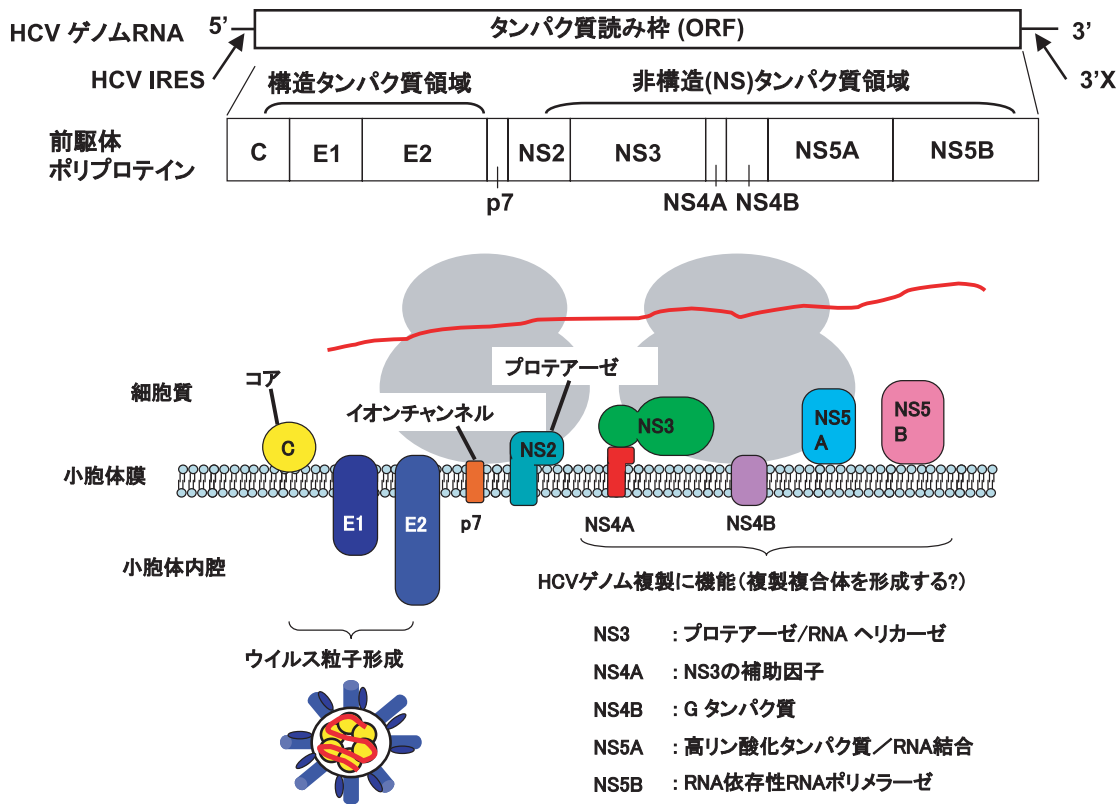 HCV ゲノムRNA 5' タンパク質読み枠 (ORF) 3'
HCV IRES 構造タンパク質領域 非構造(NS)タンパク質領域 3'X
前駆体
ポリプロテイン
C E1 E2 NS2 NS3 NS5A NS5B
p7 NS4A NS4B
プロテアーゼ
コア
細胞質
イオンチャンネル
C NS2 NS3 NS5
A NS5
B
小胞体膜
E1 E2 p7 NS4A NS4B
小胞体内腔
HCVゲノム複製に機能(複製複合体を形成する?)
ウイルス粒子形成
NS3 : プロテアーゼ/RNA ヘリカーゼ
NS4A : NS3の補助因子
NS4B : G タンパク質
NS5A : 高リン酸化タンパク質/RNA結合
NS5B : RNA依存性RNAポリメラーゼ